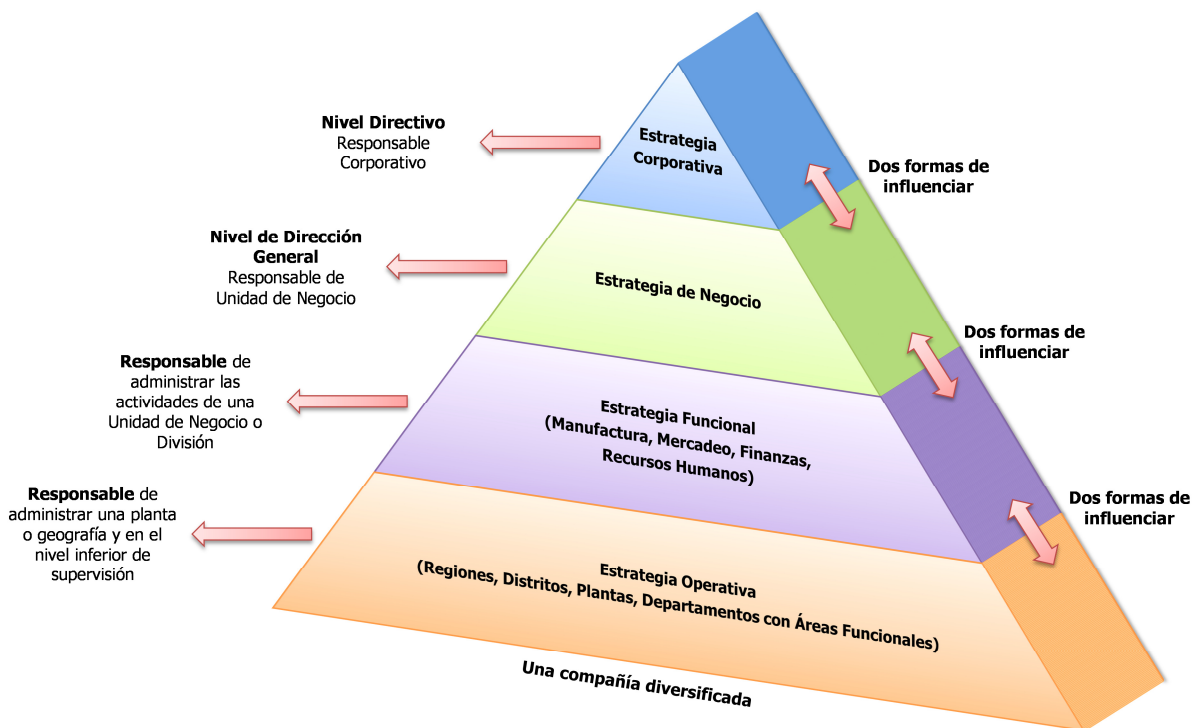 Nivel Directivo
Responsable
Corporativo
Estrategia
Corporativa
Dos formas de
influenciar
Nivel de Dirección
General
Responsable de
Unidad de Negocio
Estrategia de Negocio
Dos formas de
influenciar
Responsable de
administrar las
actividades de una
Unidad de Negocio o
División
Estrategia Funcional
(Manufactura, Mercadeo, Finanzas,
Recursos Humanos)
Dos formas de
influenciar
Responsable de
administrar una planta
o geografía y en el
nivel inferior de
supervisión
Estrategia Operativa
(Regiones, Distritos, Plantas, Departamentos con Áreas Funcionales)
Una compañía diversificada